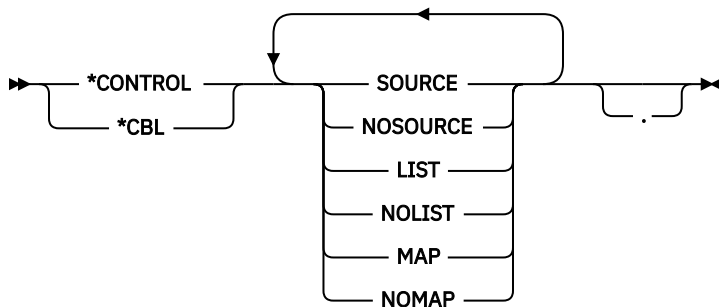 *CONTROL
*CBL
SOURCE
NOSOURCE
LIST
NOLIST
MAP
NOMAP
.